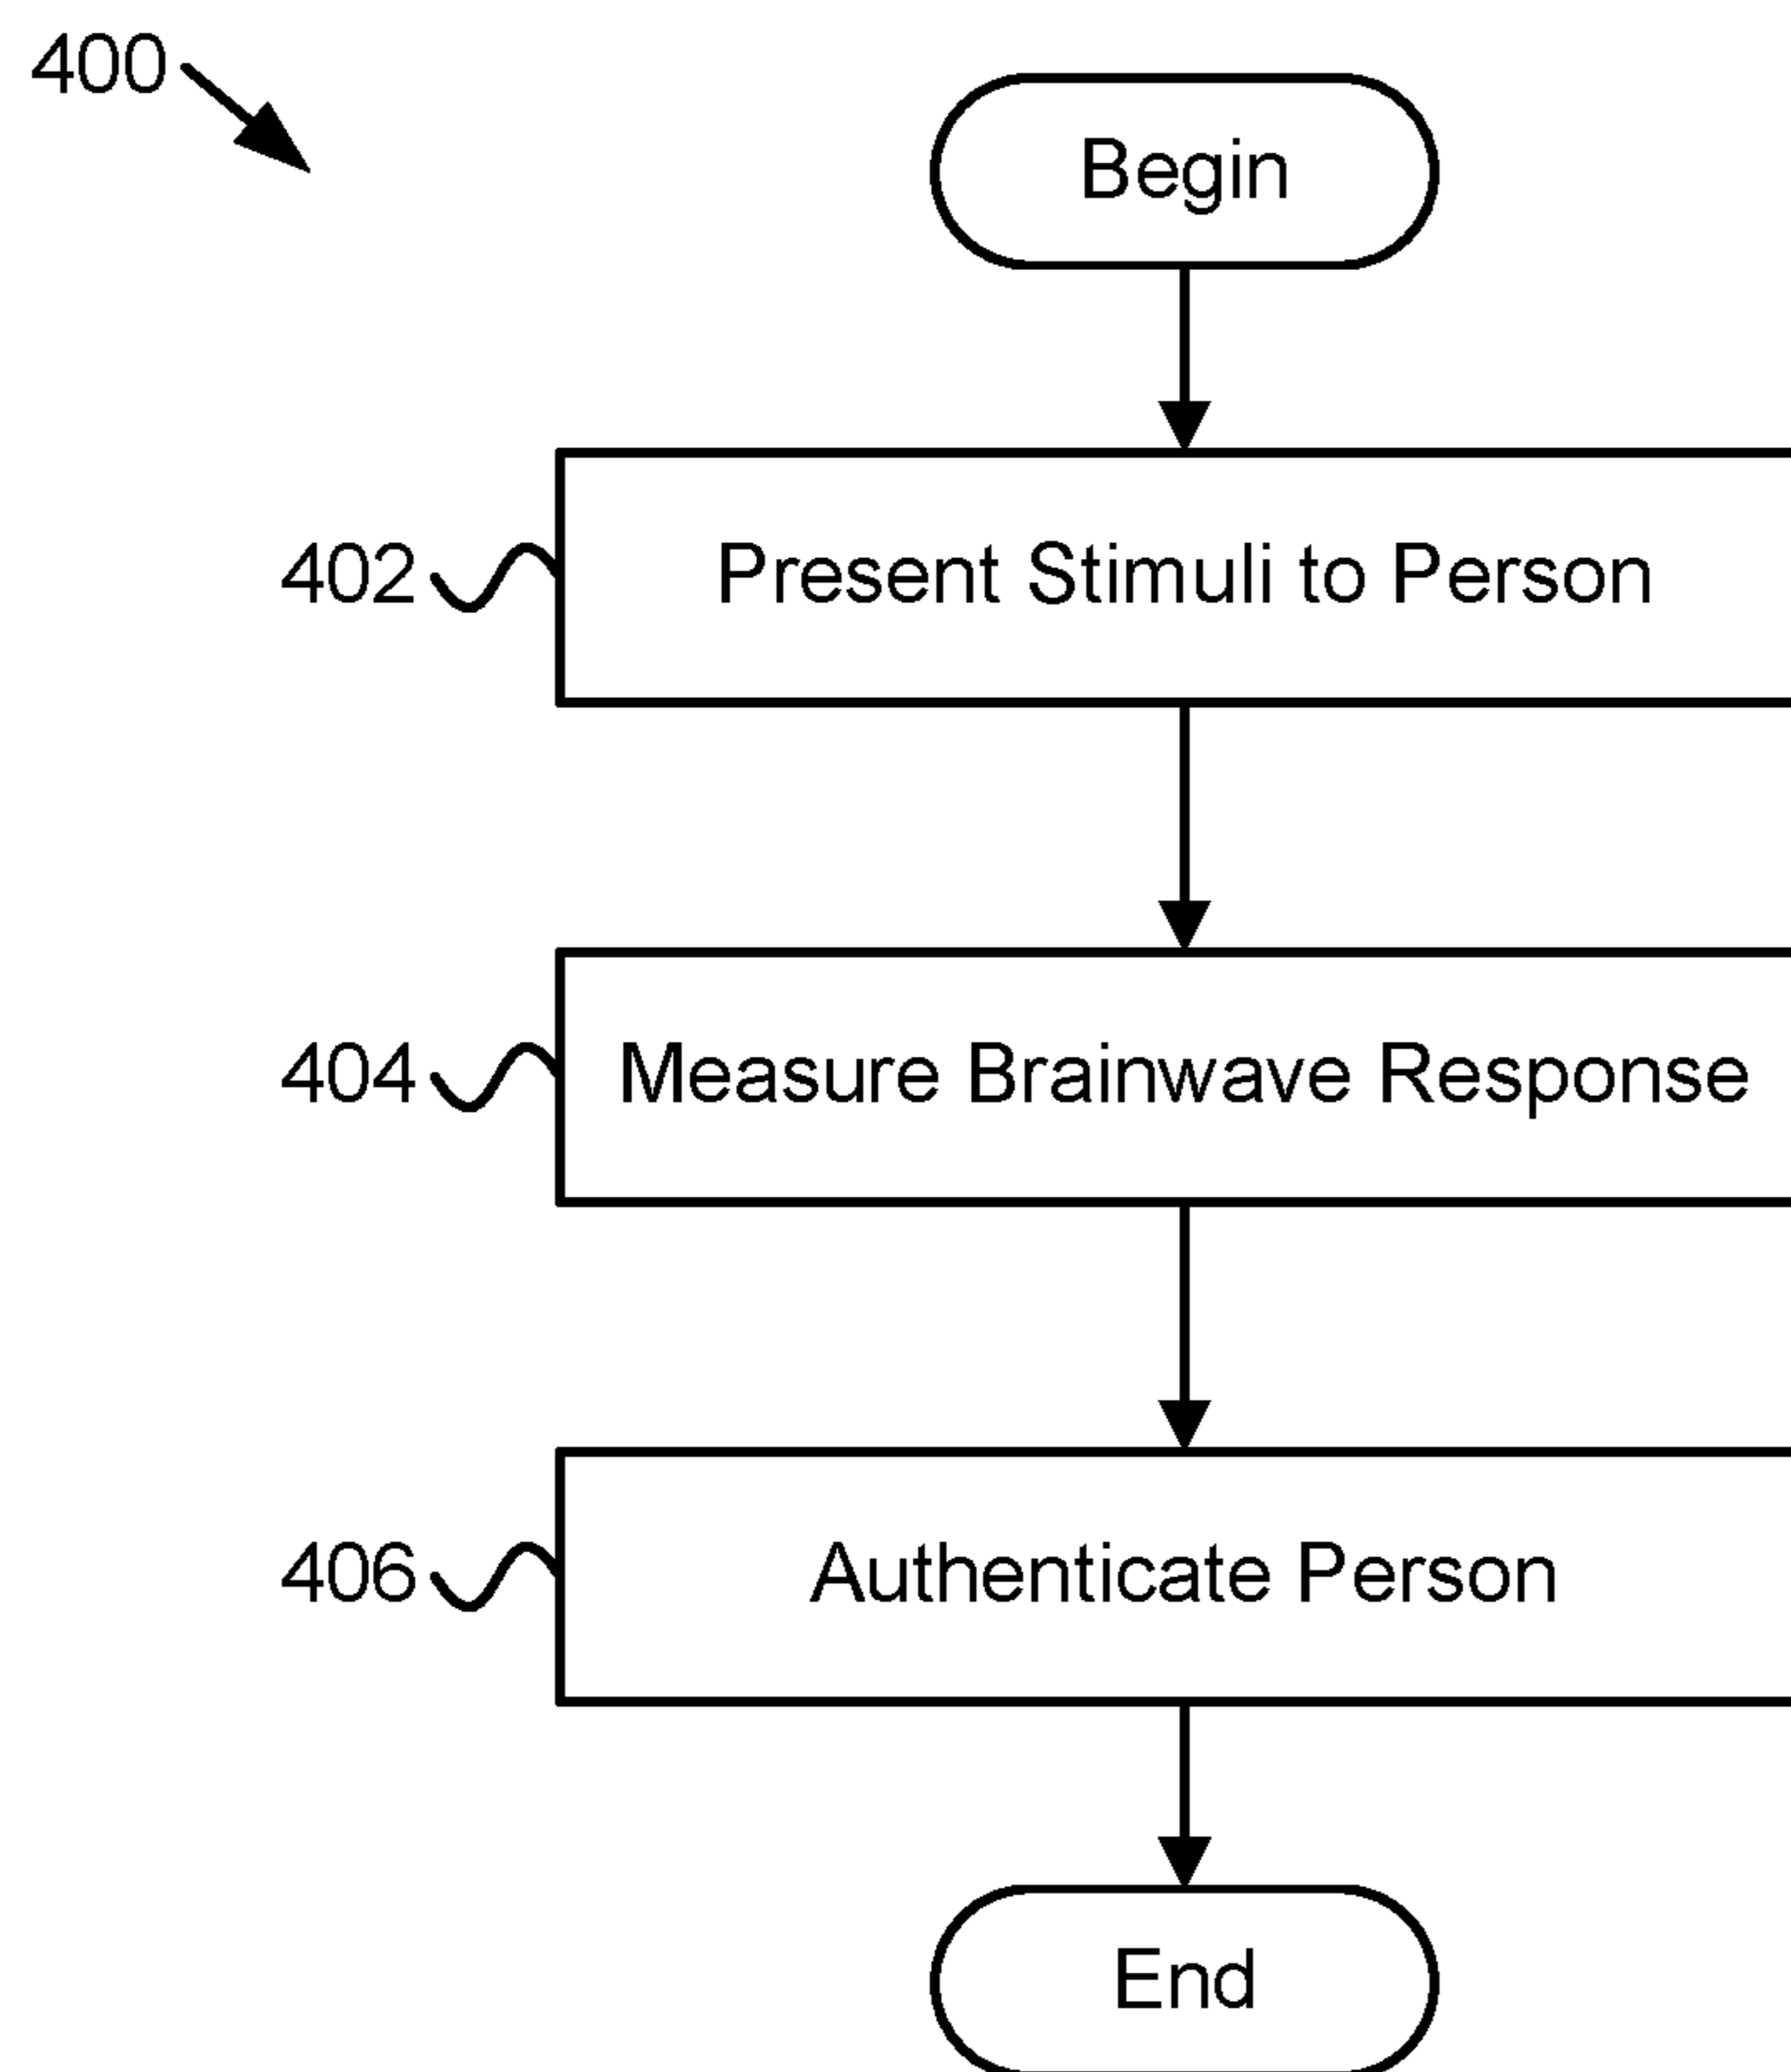 400
Begin
402 Present Stimuli to Person
404 Measure Brainwave Response
406 Authenticate Person
End